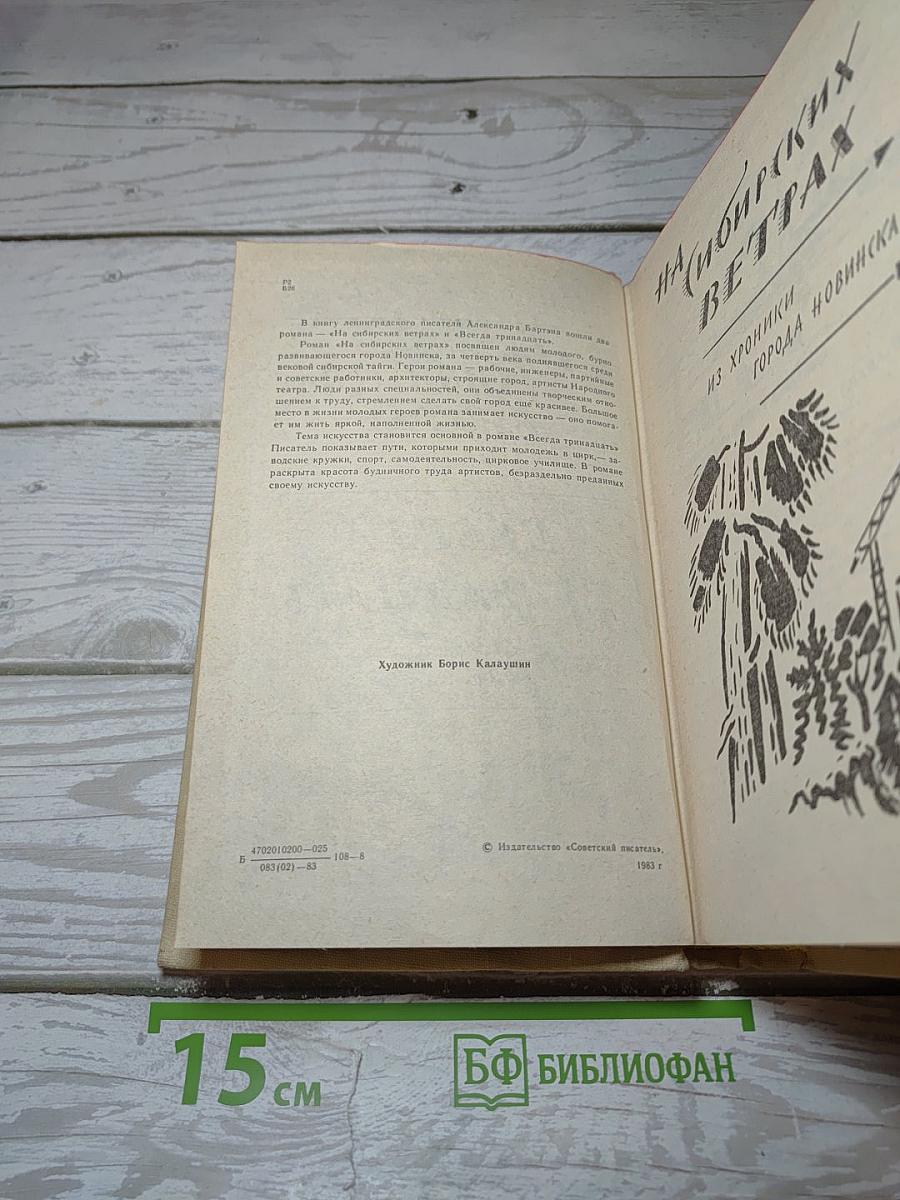 Р2
Б26
В книгу ленинградского писателя Александра Бартэна вошли два
романа — «На сибирских ветрах» и «Всегда тринадцать».
Роман «На сибирских ветрах» посвящен людям молодого, бурно
развивающегося города Новинска, за четверть века поднявшегося среди
вековой сибирской тайги. Герои романа — рабочие, инженеры, партийные
и советские работники, архитекторы, строящие город, артисты Народного
театра. Люди разных специальностей, они объединены творческим отно-
шением к труду, стремлением сделать свой город еще красивее. Большое
место в жизни молодых героев романа занимает искусство — оно помога-
ет им жить яркой, наполненной жизнью.
Тема искусства становится основной в романе «Всегда тринадцать»
Писатель показывает пути, которыми приходит молодежь в цирк,— за-
водские кружки, спорт, самодеятельность, цирковое училище. В романе
раскрыта красота будничного труда артистов, безраздельно преданных
своему искусству.
Художник Борис Калаушин
Б 4702010200—025 108—8
083(02)—83
© Издательство «Советский писатель»,
1983 г
НА СИБИРСКИХ
ВЕТРАХ
ИЗ ХРОНИКИ
ГОРОДА НОВИНСКА
15 см
БФ БИБЛИОФАН